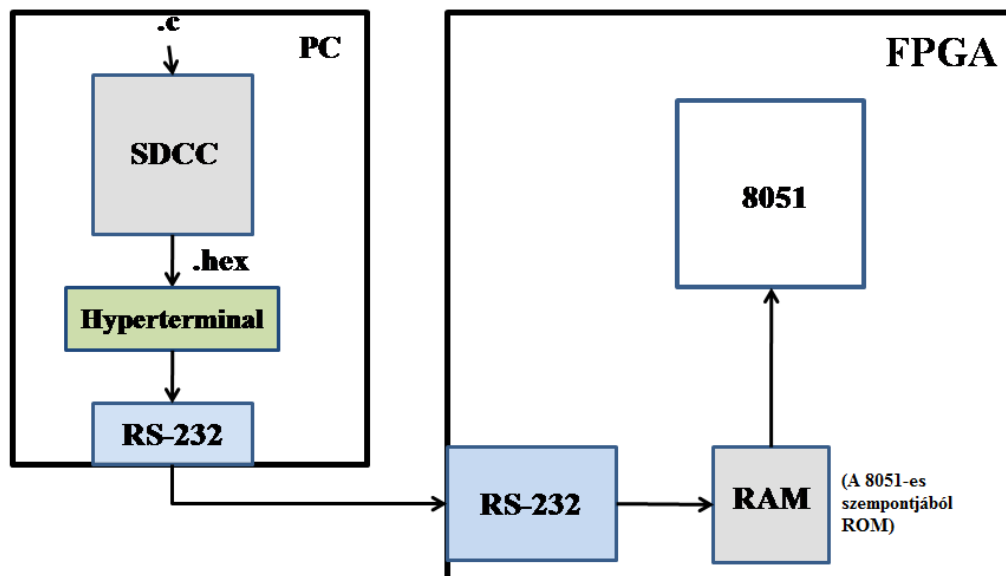 .c
PC
SDCC
.hex
Hyperterminal
RS-232
FPGA
8051
RS-232
RAM
(A 8051-es
szempontjából
ROM)